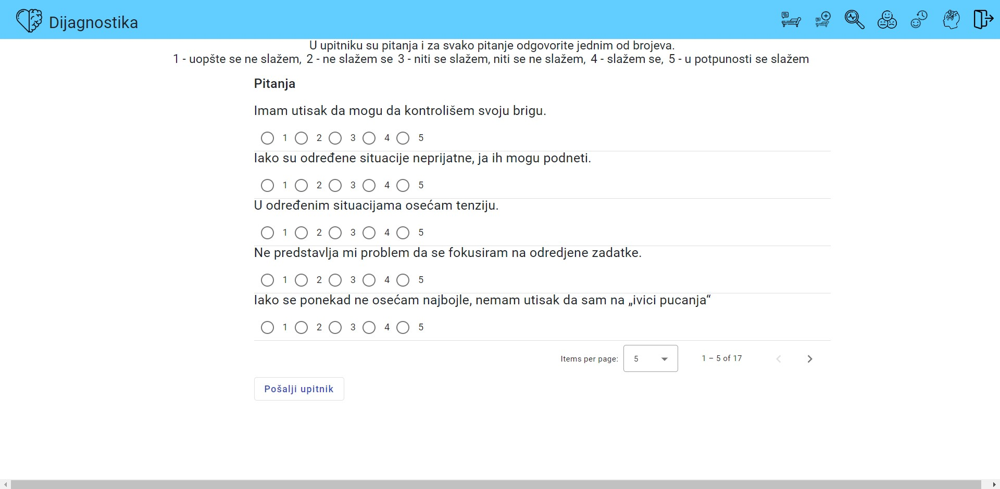 Dijagnostika
U upitniku su pitanja i za svako pitanje odgovorite jednim od brojeva.
1 - uopšte se ne slažem, 2 - ne slažem se 3 - niti se slažem, niti se ne slažem, 4 - slažem se, 5 - u potpunosti se slažem
Pitanja
Imam utisak da mogu da kontrolišem svoju brigu.
1 2 3 4 5
Iako su određene situacije neprijatne, ja ih mogu podneti.
1 2 3 4 5
U određenim situacijama osećam tenziju.
1 2 3 4 5
Ne predstavlja mi problem da se fokusiram na odredjene zadatke.
1 2 3 4 5
Iako se ponekad ne osećam najbojle, nemam utisak da sam na „ivici pucanja“
1 2 3 4 5
Items per page: 5 1 – 5 of 17
Pošalji upitnik